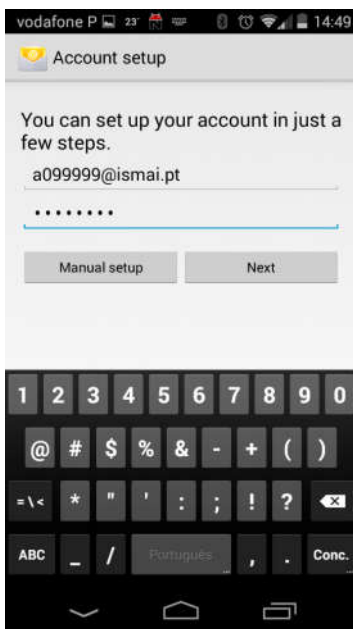 vodafone P 23° 14:49
Account setup
You can set up your account in just a
few steps.
a099999@ismai.pt
••••••••
Manual setup Next
1 2 3 4 5 6 7 8 9 0
@ # $ % & - + ( )
=\< * " ' : ; ! ?
ABC _ / Português , . Conc.